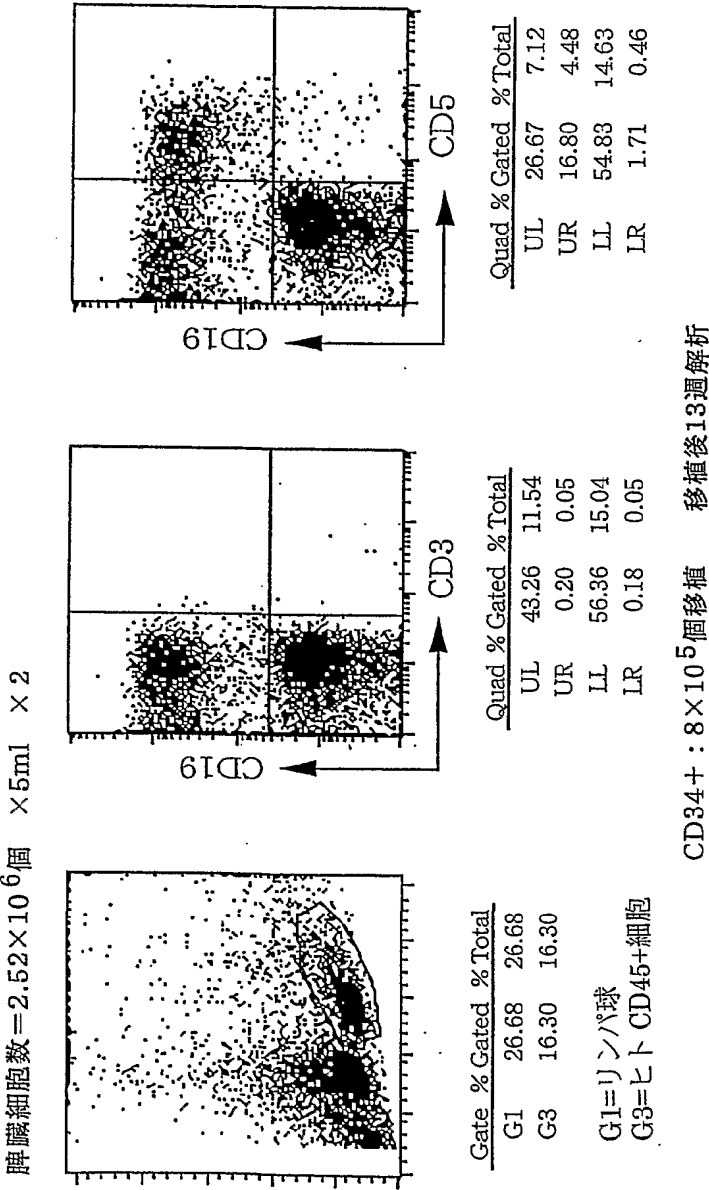 脾臓細胞数=2.52×10⁶個 ×5ml ×2
Gate % Gated % Total
G1 26.68 26.68
G3 16.30 16.30
G1=リンパ球
G3=ヒト CD45+細胞
CD19
CD3
Quad % Gated % Total
UL 43.26 11.54
UR 0.20 0.05
LL 56.36 15.04
LR 0.18 0.05
CD19
CD5
Quad % Gated % Total
UL 26.67 7.12
UR 16.80 4.48
LL 54.83 14.63
LR 1.71 0.46
CD34+ : 8×10⁵個移植 移植後13週解析